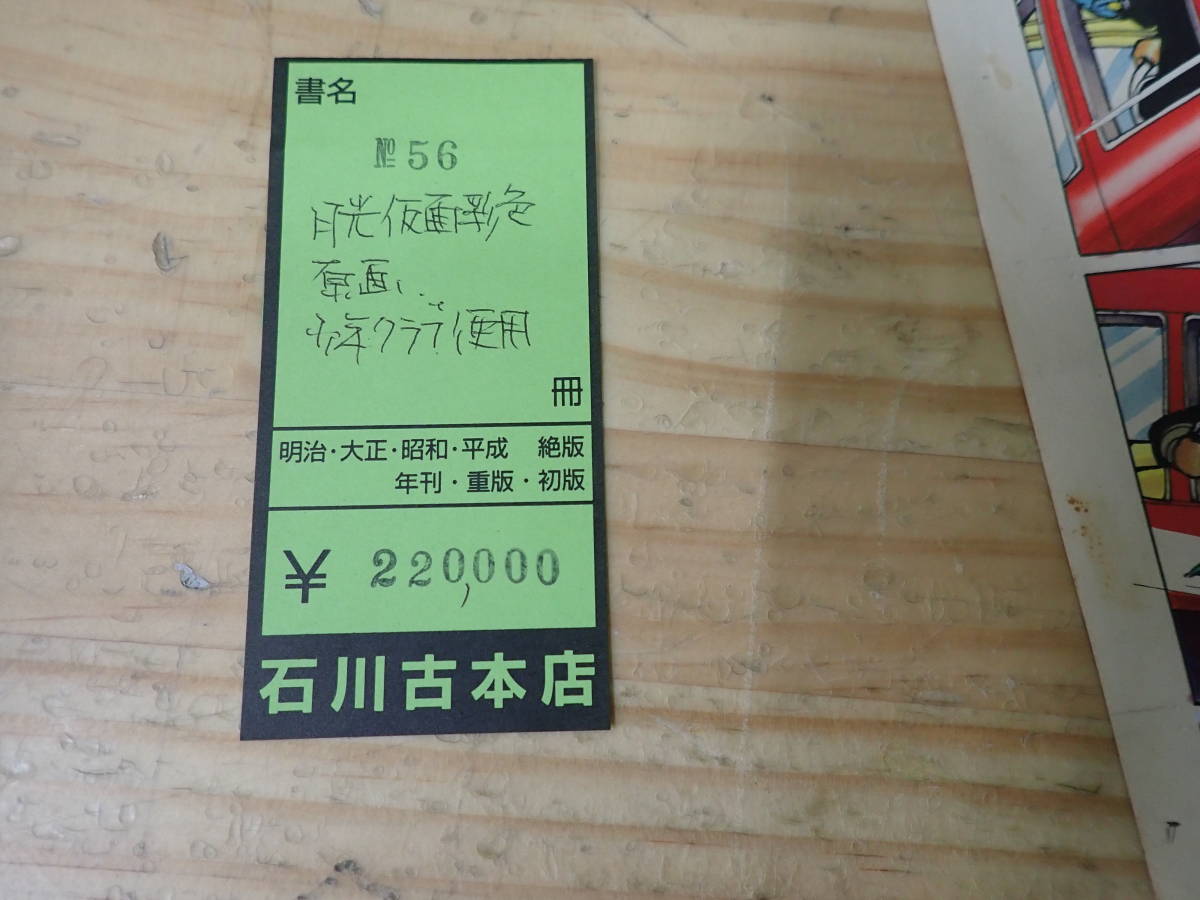 書名
№56
月光仮面彩色
原画
少年クラブ使用
冊
明治・大正・昭和・平成 絶版
年刊・重版・初版
¥ 220,000
石川古本店